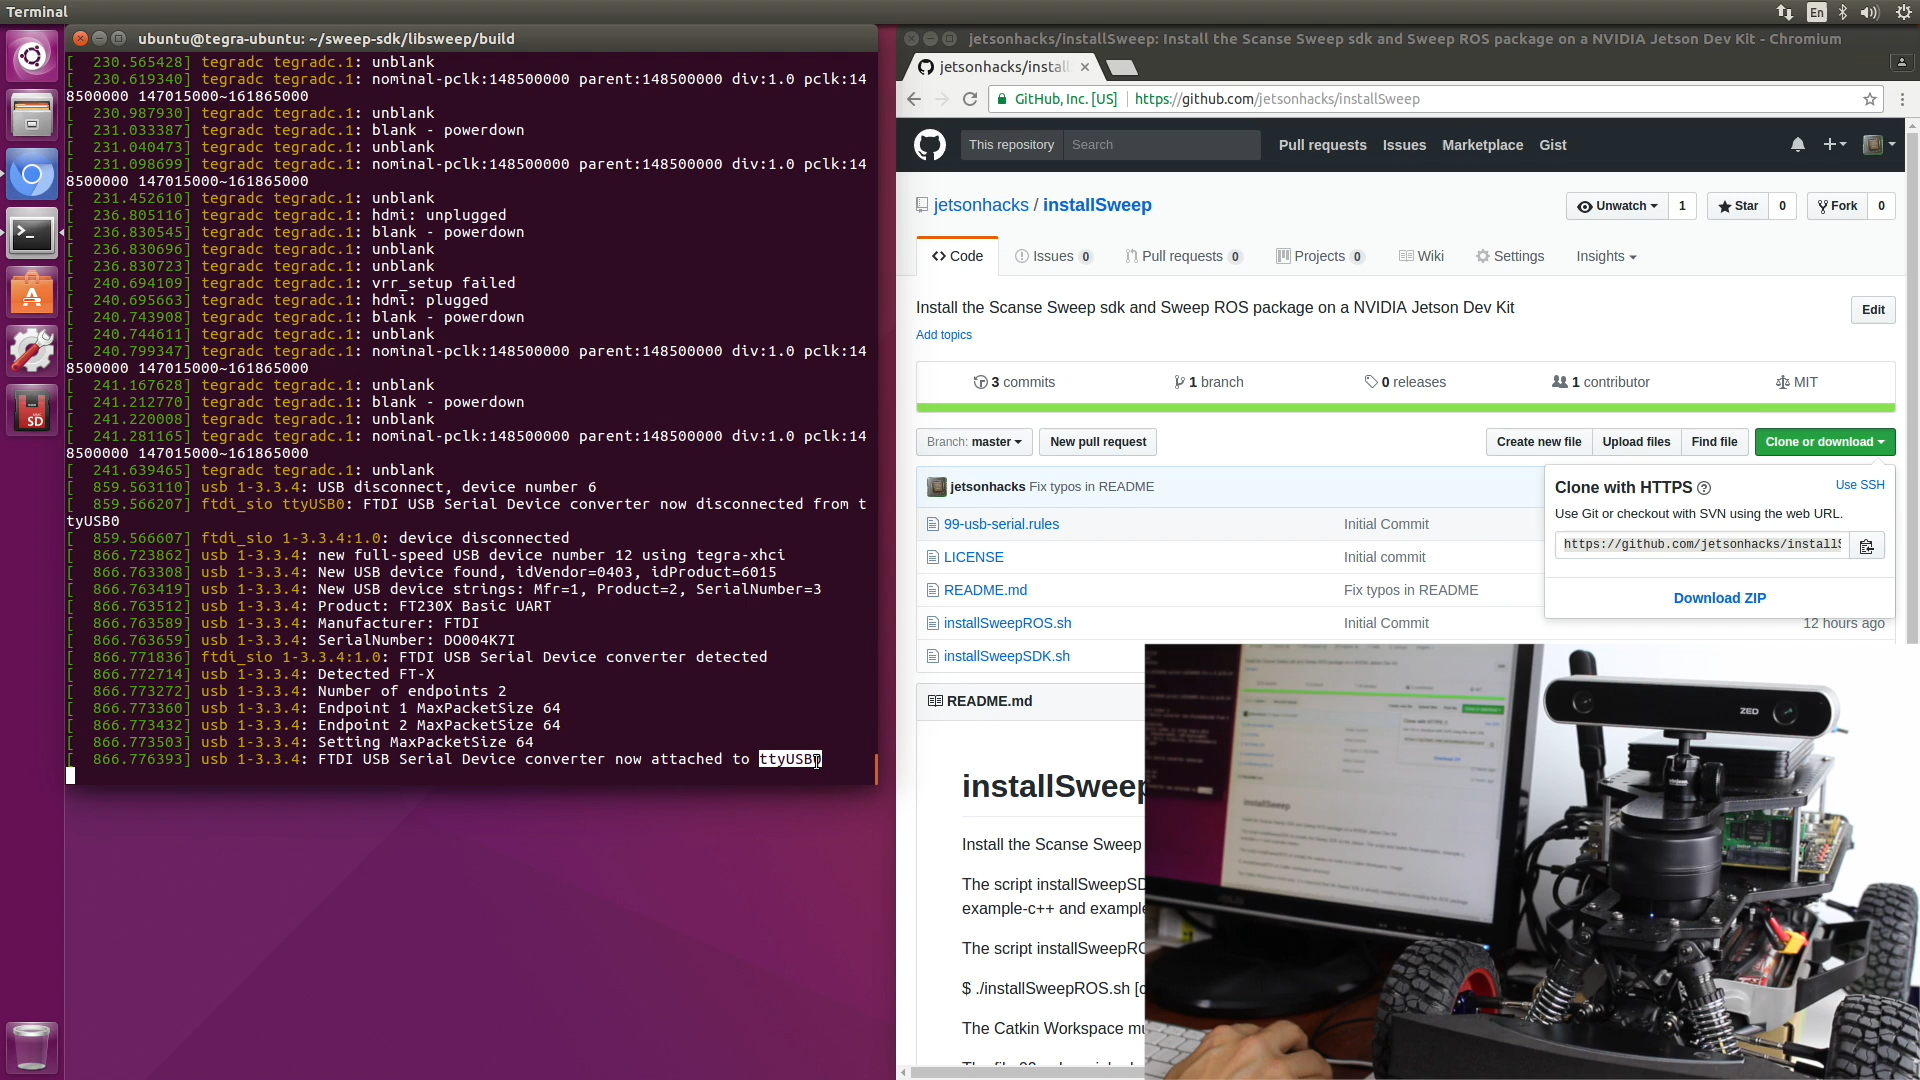 Terminal
En
ubuntu@tegra-ubuntu: ~/sweep-sdk/libsweep/build
[  230.565428] tegradc tegradc.1: unblank
[  230.619340] tegradc tegradc.1: nominal-pclk:148500000 parent:148500000 div:1.0 pclk:14
8500000 147015000~161865000
[  230.987930] tegradc tegradc.1: unblank
[  231.033387] tegradc tegradc.1: blank - powerdown
[  231.040473] tegradc tegradc.1: unblank
[  231.098699] tegradc tegradc.1: nominal-pclk:148500000 parent:148500000 div:1.0 pclk:14
8500000 147015000~161865000
[  231.452610] tegradc tegradc.1: unblank
[  236.805116] tegradc tegradc.1: hdmi: unplugged
[  236.830545] tegradc tegradc.1: blank - powerdown
[  236.830696] tegradc tegradc.1: unblank
[  236.830723] tegradc tegradc.1: unblank
[  240.694109] tegradc tegradc.1: vrr_setup failed
[  240.695663] tegradc tegradc.1: hdmi: plugged
[  240.743908] tegradc tegradc.1: blank - powerdown
[  240.744611] tegradc tegradc.1: unblank
[  240.799347] tegradc tegradc.1: nominal-pclk:148500000 parent:148500000 div:1.0 pclk:14
8500000 147015000~161865000
[  241.167628] tegradc tegradc.1: unblank
[  241.212770] tegradc tegradc.1: blank - powerdown
[  241.220008] tegradc tegradc.1: unblank
[  241.281165] tegradc tegradc.1: nominal-pclk:148500000 parent:148500000 div:1.0 pclk:14
8500000 147015000~161865000
[  241.639465] tegradc tegradc.1: unblank
[  859.563110] usb 1-3.3.4: USB disconnect, device number 6
[  859.566207] ftdi_sio ttyUSB0: FTDI USB Serial Device converter now disconnected from t
tyUSB0
[  859.566607] ftdi_sio 1-3.3.4:1.0: device disconnected
[  866.723862] usb 1-3.3.4: new full-speed USB device number 12 using tegra-xhci
[  866.763308] usb 1-3.3.4: New USB device found, idVendor=0403, idProduct=6015
[  866.763419] usb 1-3.3.4: New USB device strings: Mfr=1, Product=2, SerialNumber=3
[  866.763512] usb 1-3.3.4: Product: FT230X Basic UART
[  866.763589] usb 1-3.3.4: Manufacturer: FTDI
[  866.763659] usb 1-3.3.4: SerialNumber: DO004K7I
[  866.771836] ftdi_sio 1-3.3.4:1.0: FTDI USB Serial Device converter detected
[  866.772714] usb 1-3.3.4: Detected FT-X
[  866.773272] usb 1-3.3.4: Number of endpoints 2
[  866.773360] usb 1-3.3.4: Endpoint 1 MaxPacketSize 64
[  866.773432] usb 1-3.3.4: Endpoint 2 MaxPacketSize 64
[  866.773503] usb 1-3.3.4: Setting MaxPacketSize 64
[  866.776393] usb 1-3.3.4: FTDI USB Serial Device converter now attached to ttyUSB0
SD
jetsonhacks/installSweep: Install the Scanse Sweep sdk and Sweep ROS package on a NVIDIA Jetson Dev Kit - Chromium
jetsonhacks/install
GitHub, Inc. [US] https://github.com/jetsonhacks/installSweep
This repository Search Pull requests Issues Marketplace Gist
jetsonhacks / installSweep
Unwatch 1 Star 0 Fork 0
Code Issues 0 Pull requests 0 Projects 0 Wiki Settings Insights
Install the Scanse Sweep sdk and Sweep ROS package on a NVIDIA Jetson Dev Kit
Edit
Add topics
3 commits 1 branch 0 releases 1 contributor MIT
Branch: master New pull request Create new file Upload files Find file Clone or download
jetsonhacks Fix typos in README
99-usb-serial.rules Initial Commit
LICENSE Initial commit
README.md Fix typos in README
installSweepROS.sh Initial Commit 12 hours ago
installSweepSDK.sh
Clone with HTTPS
Use SSH
Use Git or checkout with SVN using the web URL.
https://github.com/jetsonhacks/installS
Download ZIP
README.md
installSweep
Install the Scanse Sweep
The script installSweepSD
example-c++ and example
The script installSweepRO
$ ./installSweepROS.sh [c
The Catkin Workspace mu
ZED